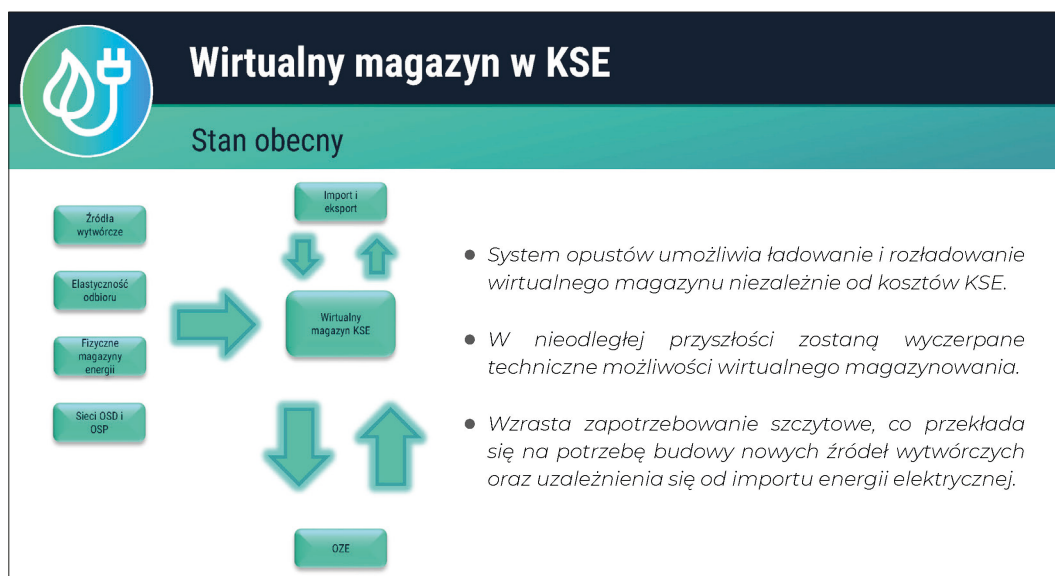 Wirtualny magazyn w KSE
Stan obecny
Źródła
wytwórcze
Elastyczność
odbioru
Fizyczne
magazyny
energii
Sieci OSD i
OSP
Import i
eksport
Wirtualny
magazyn KSE
OZE
● System opustów umożliwia ładowanie i rozładowanie
wirtualnego magazynu niezależnie od kosztów KSE.
● W nieodległej przyszłości zostaną wyczerpane
techniczne możliwości wirtualnego magazynowania.
● Wzrasta zapotrzebowanie szczytowe, co przekłada
się na potrzebę budowy nowych źródeł wytwórczych
oraz uzależnienia się od importu energii elektrycznej.